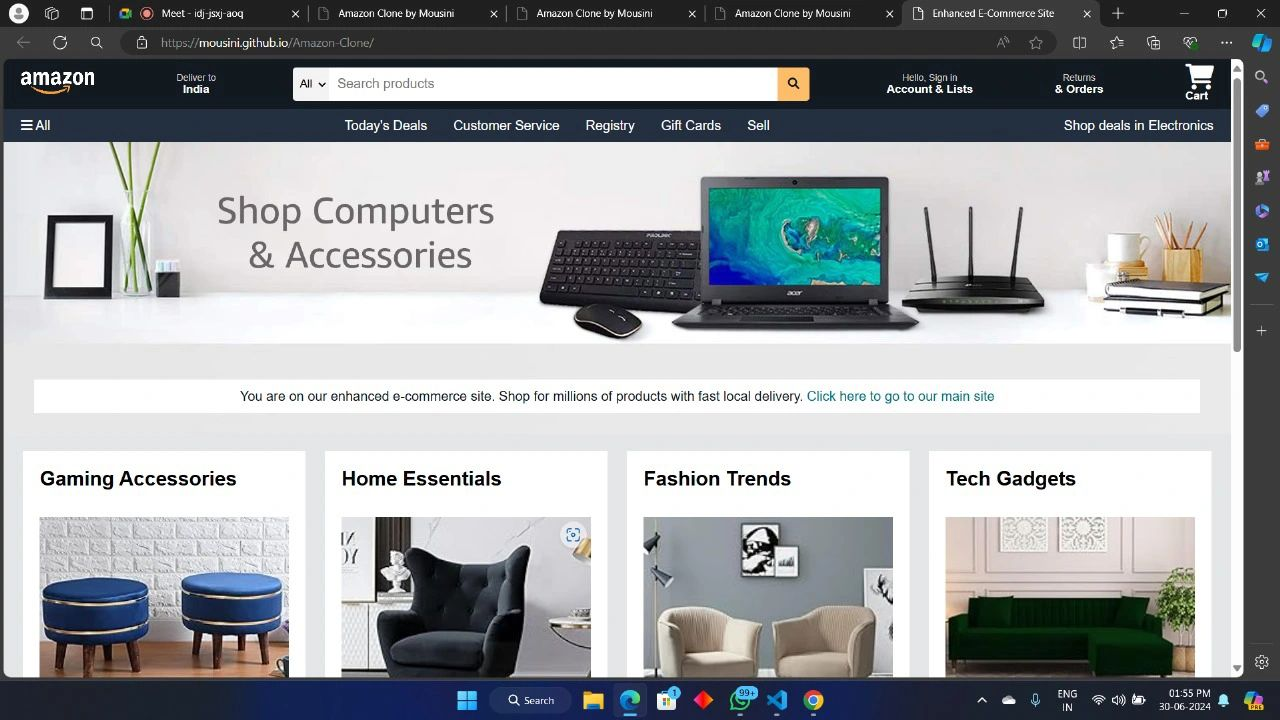 Meet - idj-jsxj-aoq
Amazon Clone by Mousini
Amazon Clone by Mousini
Amazon Clone by Mousini
Enhanced E-Commerce Site
https://mousini.github.io/Amazon-Clone/
amazon
Deliver to
India
All
Search products
Hello, Sign in
Account & Lists
Returns
& Orders
Cart
All
Today's Deals
Customer Service
Registry
Gift Cards
Sell
Shop deals in Electronics
Shop Computers
& Accessories
PROLINK
acer
You are on our enhanced e-commerce site. Shop for millions of products with fast local delivery. Click here to go to our main site
Gaming Accessories
Home Essentials
Fashion Trends
Tech Gadgets
Search
1
99+
ENG
IN
01:55 PM
30-06-2024
PRE